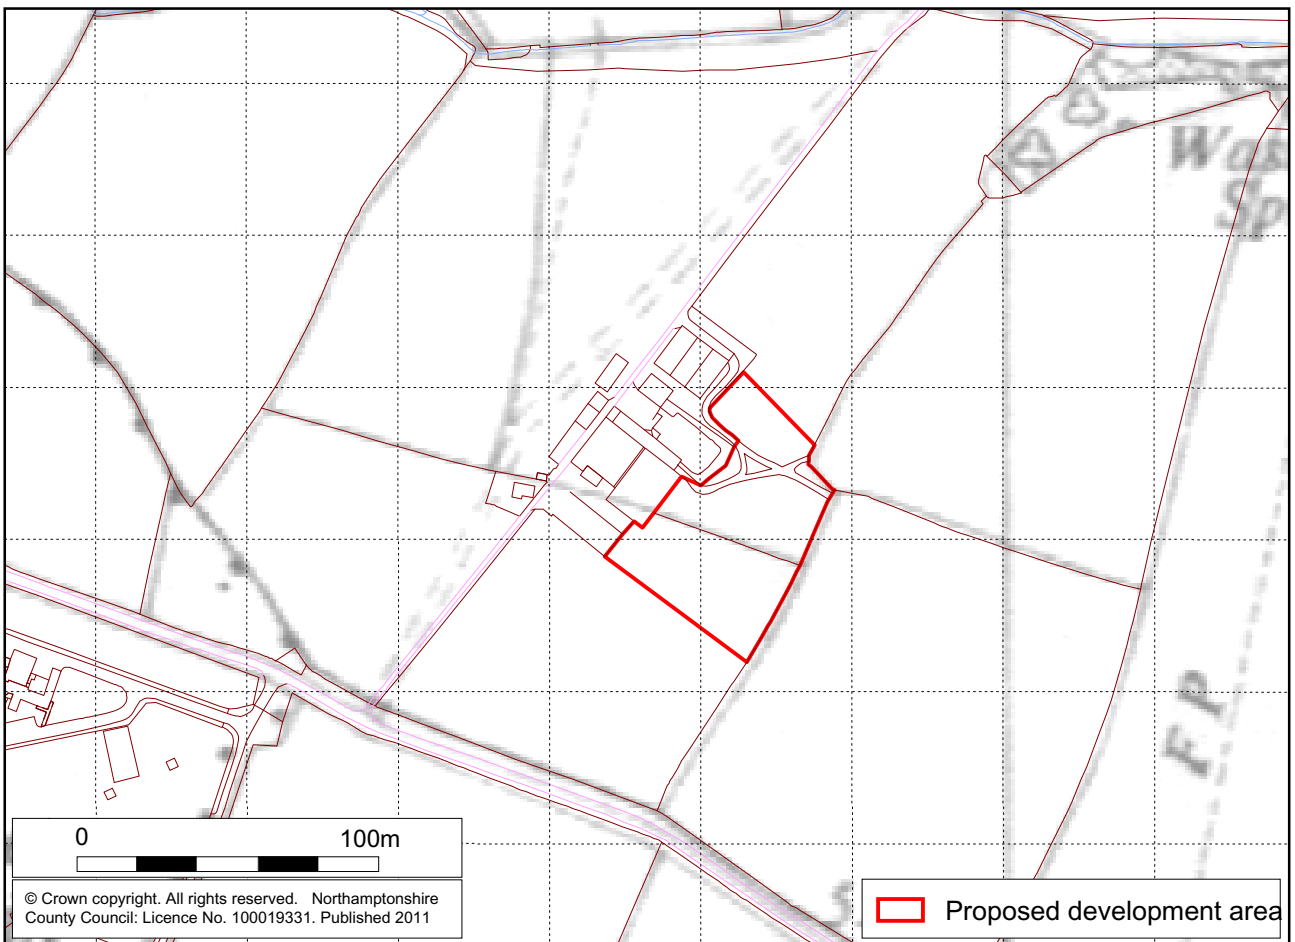 F P
0 100m
© Crown copyright. All rights reserved. Northamptonshire
County Council: Licence No. 100019331. Published 2011
Proposed development area